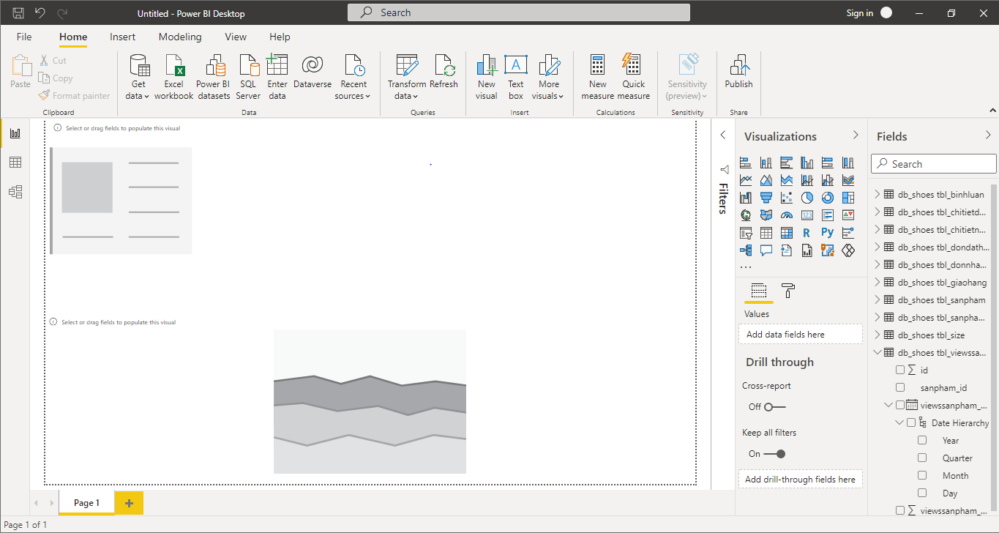 Untitled - Power BI Desktop
Search
Sign in
File Home Insert Modeling View Help
Paste
Cut
Copy
Format painter
Clipboard
Get data
Excel workbook
Power BI datasets
SQL Server
Enter data
Dataverse
Recent sources
Data
Transform data
Refresh
Queries
New visual
Text box
More visuals
Insert
New measure
Quick measure
Calculations
Sensitivity (preview)
Sensitivity
Publish
Share
Select or drag fields to populate this visual
Select or drag fields to populate this visual
Filters
Visualizations
123
R
Py
...
Values
Add data fields here
Drill through
Cross-report
Off
Keep all filters
On
Add drill-through fields here
Fields
Search
db_shoes tbl_binhluan
db_shoes tbl_chitietd...
db_shoes tbl_chitietn...
db_shoes tbl_dondath...
db_shoes tbl_donnha...
db_shoes tbl_giaohang
db_shoes tbl_sanpham
db_shoes tbl_sanpha...
db_shoes tbl_size
db_shoes tbl_viewssa...
∑ id
sanpham_id
viewssanpham_...
Date Hierarchy
Year
Quarter
Month
Day
∑ viewssanpham_...
Page 1
+
Page 1 of 1